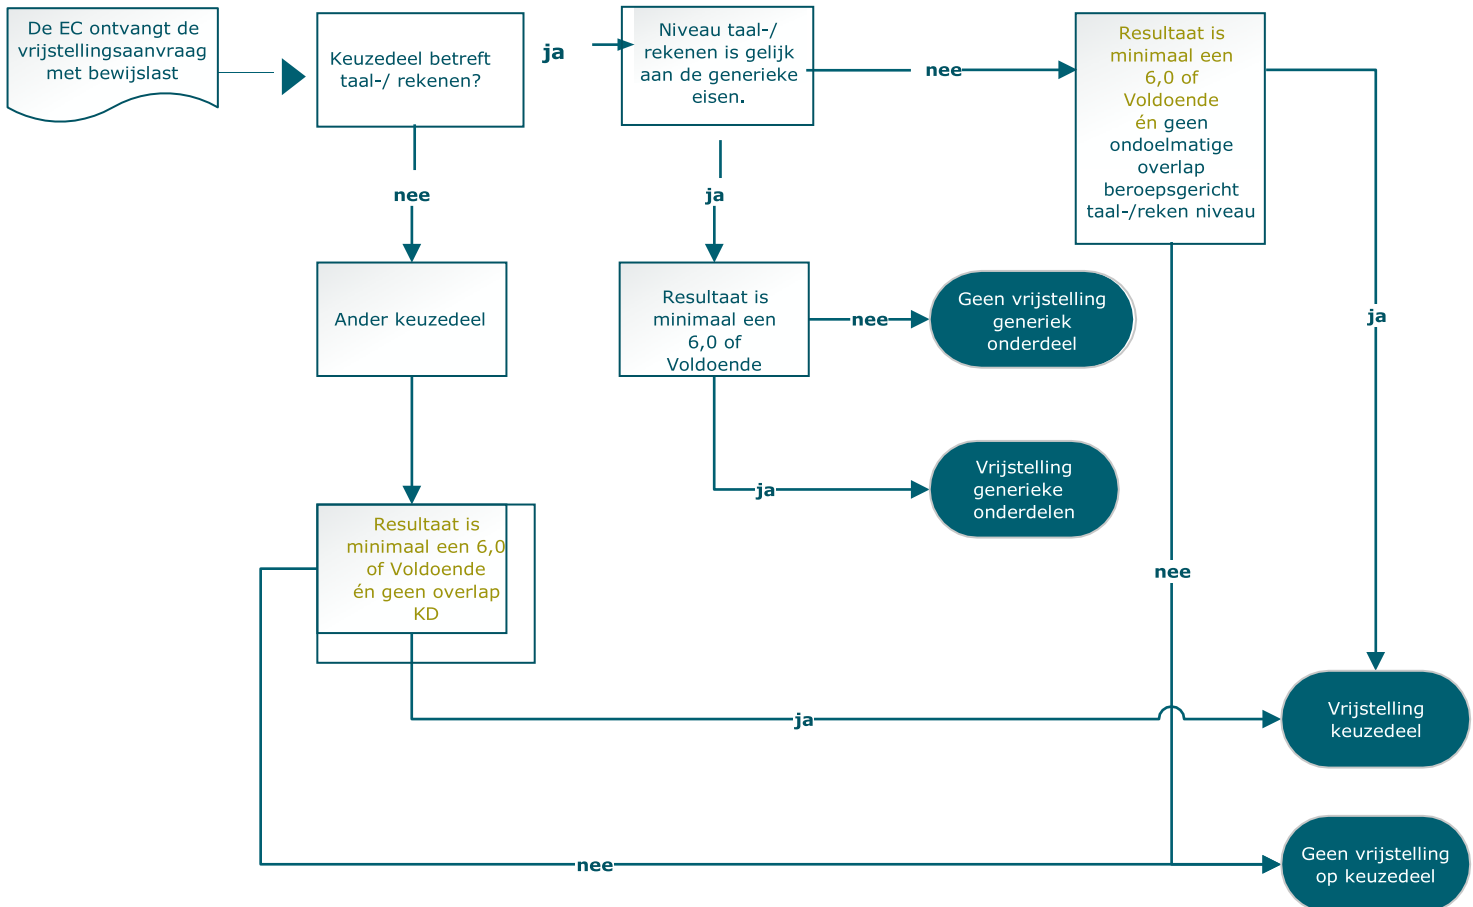 De EC ontvangt de
vrijstellingsaanvraag
met bewijslast
Keuzedeel betreft
taal-/ rekenen?
ja
Niveau taal-/
rekenen is gelijk
aan de generieke
eisen.
nee
Resultaat is
minimaal een
6,0 of
Voldoende
én geen
ondoelmatige
overlap
beroepsgericht
taal-/reken niveau
nee
ja
Ander keuzedeel
Resultaat is
minimaal een
6,0 of
Voldoende
nee
Geen vrijstelling
generiek
onderdeel
ja
ja
Vrijstelling
generieke
onderdelen
Resultaat is
minimaal een 6,0
of Voldoende
én geen overlap
KD
nee
ja
Vrijstelling
keuzedeel
nee
Geen vrijstelling
op keuzedeel